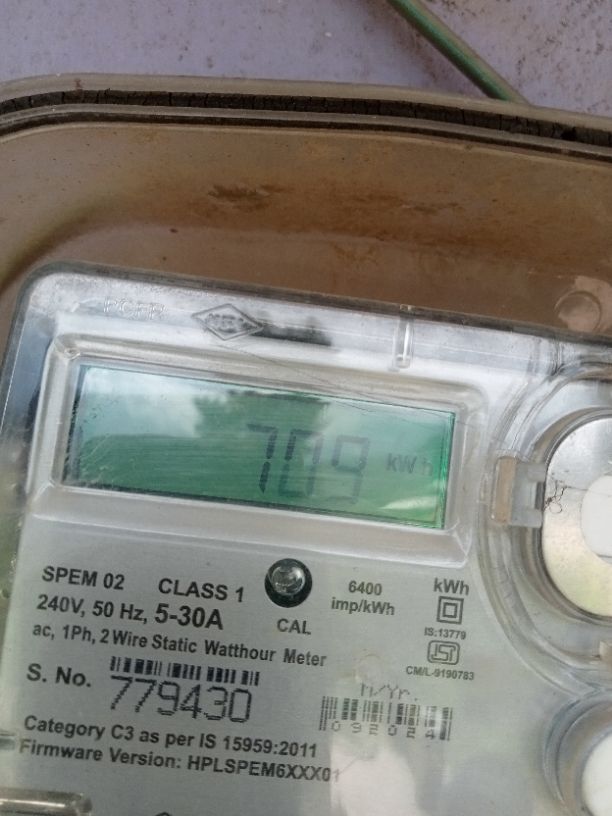 709 kWh
SPEM 02 CLASS 1 6400 kWh
240V, 50 Hz, 5-30A CAL imp/kWh
IS:13779
ac, 1Ph, 2 Wire Static Watthour Meter
CM/L-9190783
S. No. 779430
M/Yr.
092024
Category C3 as per IS 15959:2011
Firmware Version: HPLSPEM6XXX01